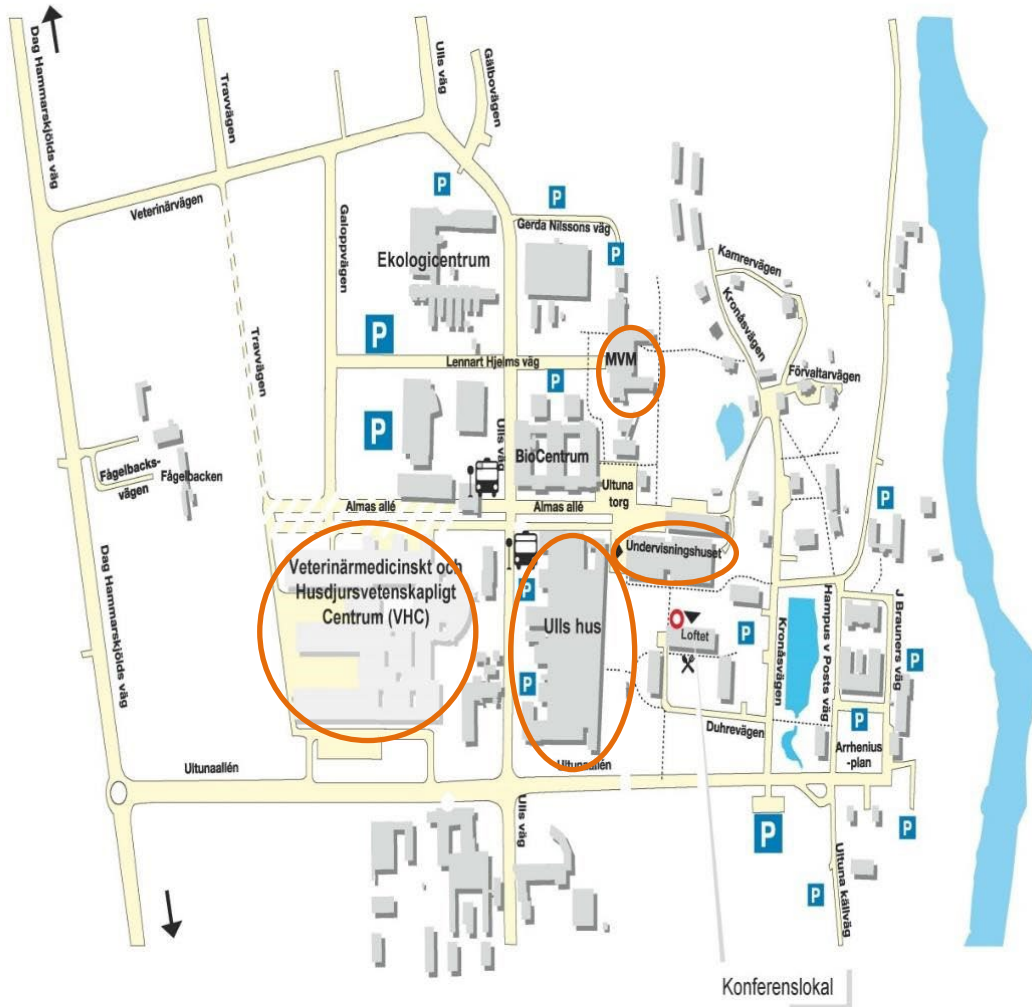 Dag Hammarskjölds väg
Travvägen
Ulls väg
Gälbovägen
P
P
Veterinärvägen
Galoppvägen
Gerda Nilssons väg
P
Ekologicentrum
Kamrervägen
Kronåsvägen
Travvägen
P
Lennart Hjelms väg
MVM
P
Förvaltarvägen
P
Ulls väg
BioCentrum
Fågelbacks-
vägen
Fågelbacken
Ultuna
torg
P
Almas allé
Almas allé
Undervisningshuset
Veterinärmedicinskt och
Husdjursvetenskapligt
Centrum (VHC)
P
Ulls hus
Loftet
P
Dag Hammarskjölds väg
Kronåsvägen
Hampus v Posts väg
J Brauners väg
P
P
P
Duhrevägen
Arrhenius
-plan
Ultunaallén
Ultunaallén
Ulls väg
P
P
P
Ultuna källväg
Konferenslokal